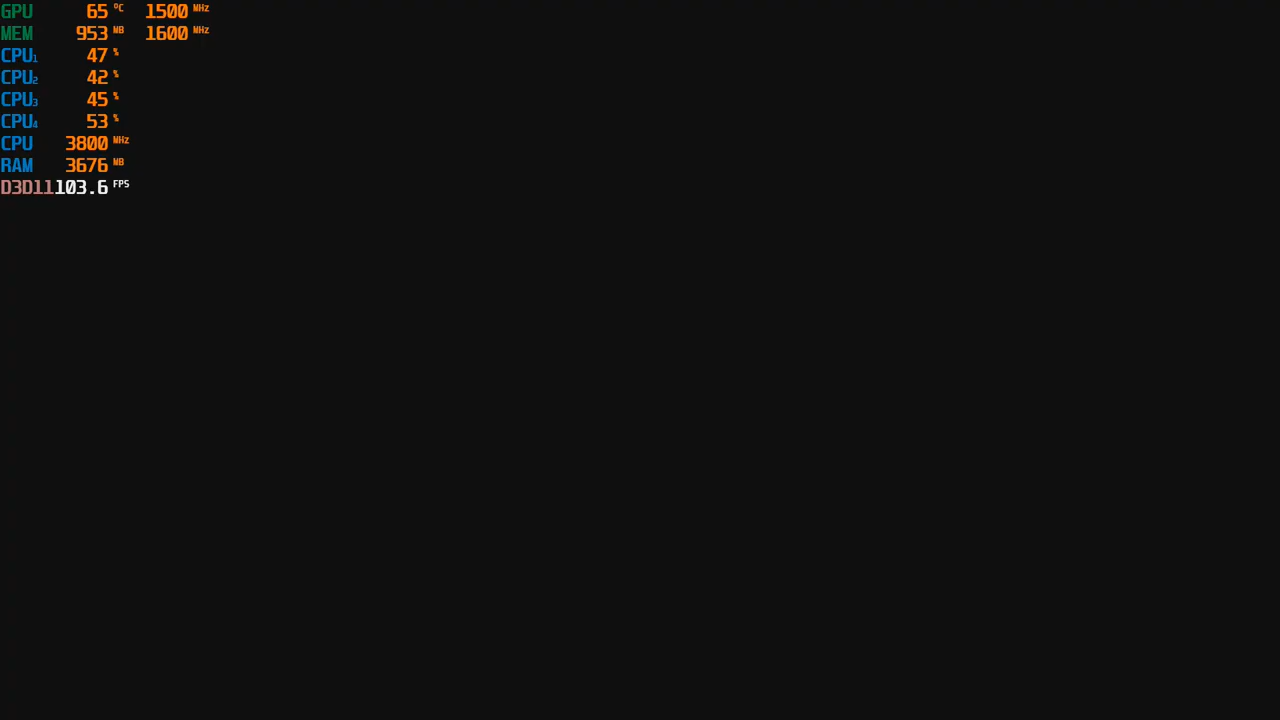 GPU 65 °C 1500 MHz
MEM 953 MB 1600 MHz
CPU1 47 %
CPU2 42 %
CPU3 45 %
CPU4 53 %
CPU 3800 MHz
RAM 3676 MB
D3D11 103.6 FPS